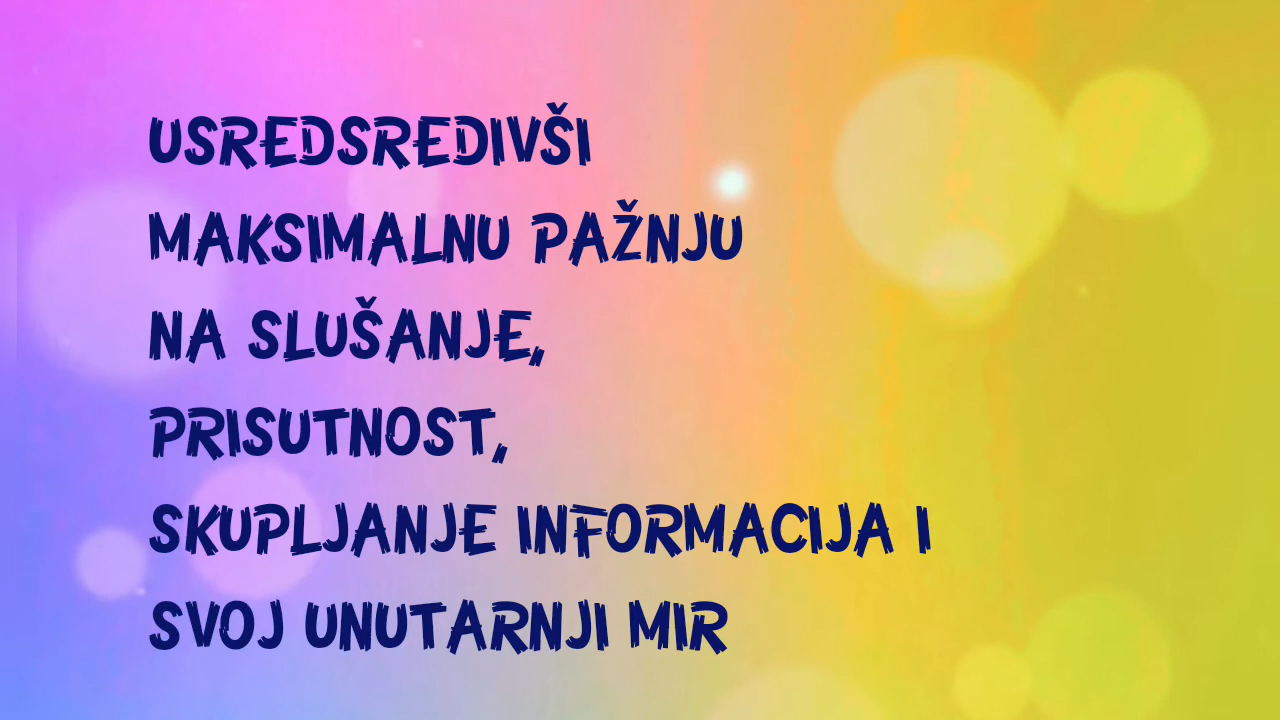 USREDSREDIVŠI
MAKSIMALNU PAŽNJU
NA SLUŠANJE,
PRISUTNOST,
SKUPLJANJE INFORMACIJA I
SVOJ UNUTARNJI MIR